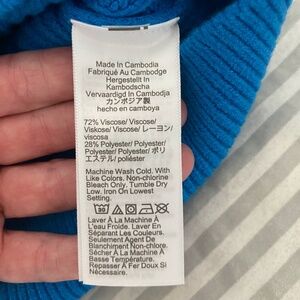 Made In Cambodia
Fabriqué Au Cambodge
Hergestellt In
Kambodscha
Vervaardigd In Cambodja
カンボジア製
hecho en camboya
72% Viscose/ Viscose/
Viskose/ Viscose/ レーヨン/
viscosa
28% Polyester/ Polyester/
Polyester/ Polyester/ ポリ
エステル/ poliéster
Machine Wash Cold. With
Like Colors. Non-chlorine
Bleach Only. Tumble Dry
Low. Iron On Lowest
Setting.
30
Laver À La Machine À
L'eau Froide. Laver En
Séparant Les Couleurs.
Seulement Agent De
Blanchiment Non Chloré.
Sécher À La Machine À
Basse Température.
Repasser À Fer Doux Si
Nécessaire.